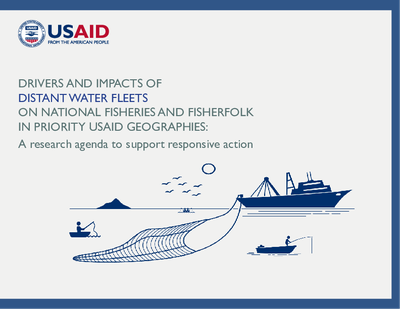 USAID
FROM THE AMERICAN PEOPLE
DRIVERS AND IMPACTS OF
DISTANT WATER FLEETS
ON NATIONAL FISHERIES AND FISHERFOLK
IN PRIORITY USAID GEOGRAPHIES:
A research agenda to support responsive action